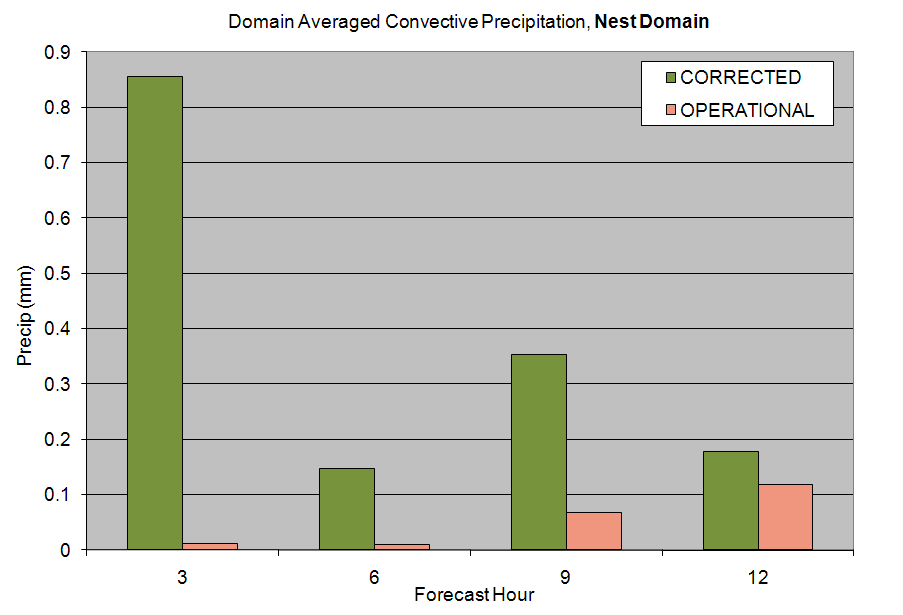 Domain Averaged Convective Precipitation, Nest Domain
0.9
0.8
0.7
0.6
0.5
0.4
0.3
0.2
0.1
0
Precip (mm)
CORRECTED
OPERATIONAL
3 6 9 12
Forecast Hour